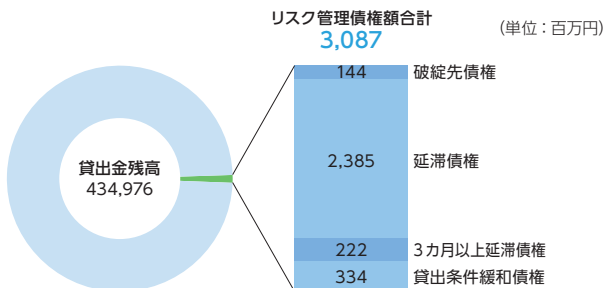 リスク管理債権額合計
3,087
(単位:百万円)
貸出金残高
434,976
144 破綻先債権
2,385 延滞債権
222 3カ月以上延滞債権
334 貸出条件緩和債権